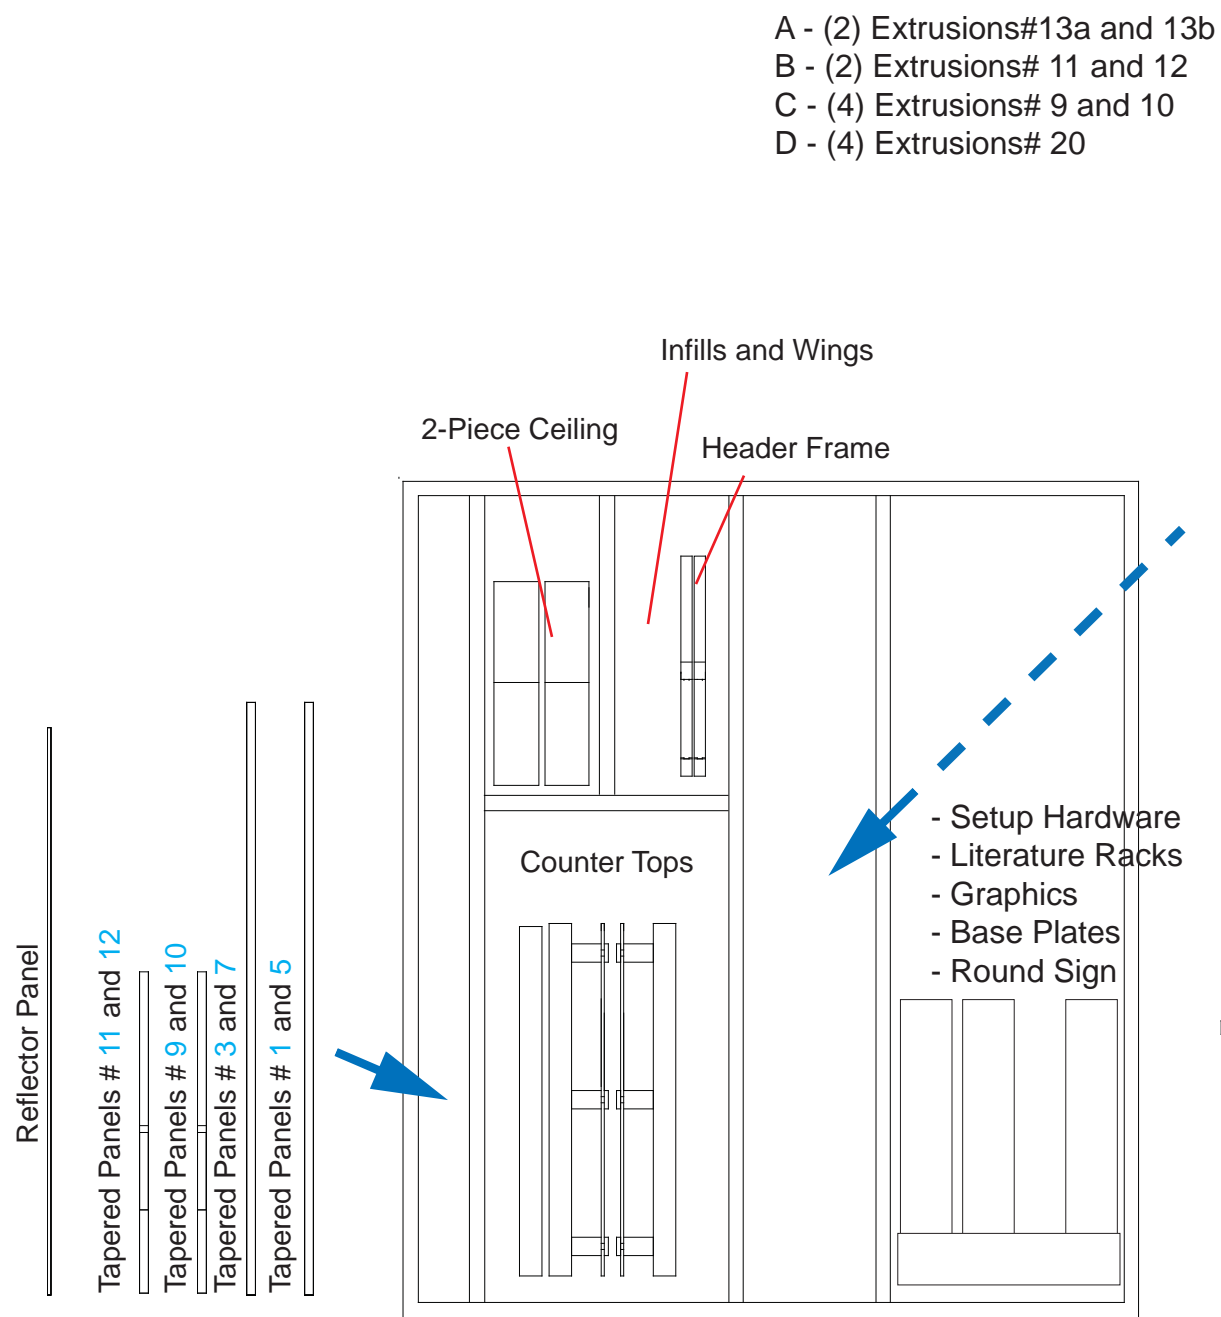 A - (2) Extrusions#13a and 13b
B - (2) Extrusions# 11 and 12
C - (4) Extrusions# 9 and 10
D - (4) Extrusions# 20
Infills and Wings
2-Piece Ceiling
Header Frame
Counter Tops
- Setup Hardware
- Literature Racks
- Graphics
- Base Plates
- Round Sign
Reflector Panel
Tapered Panels # 11 and 12
Tapered Panels # 9 and 10
Tapered Panels # 3 and 7
Tapered Panels # 1 and 5